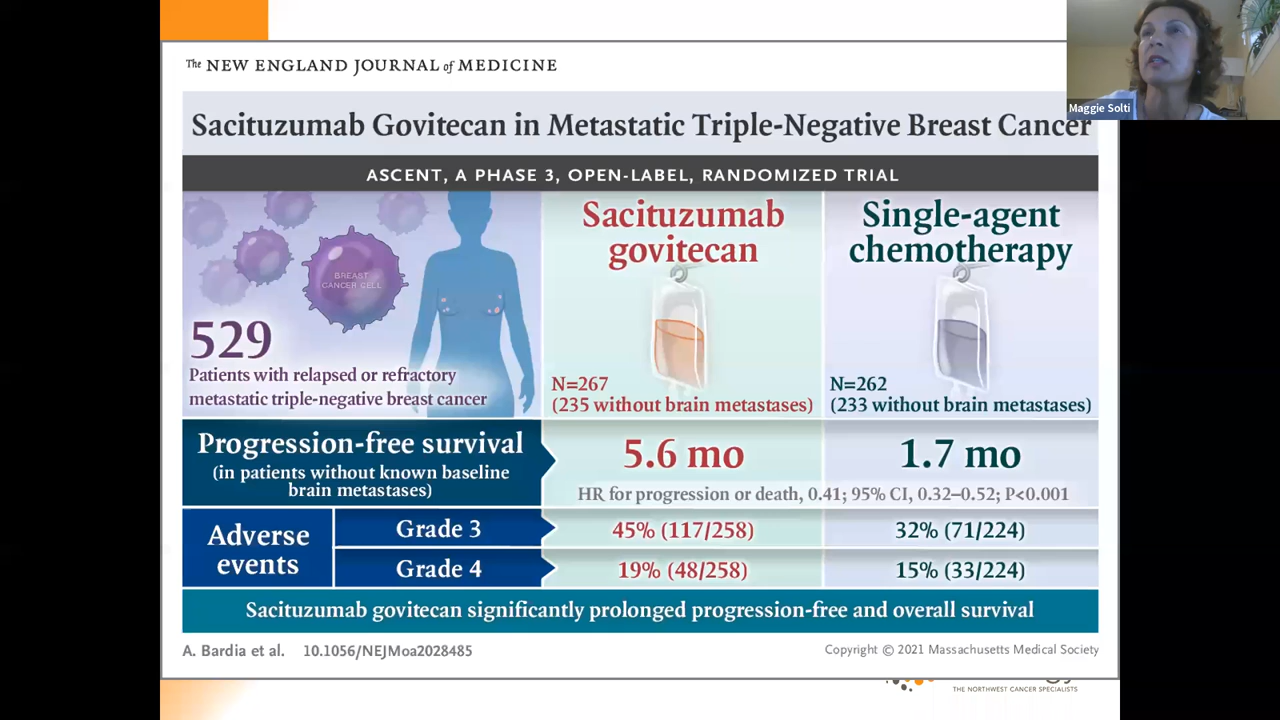 The NEW ENGLAND JOURNAL of MEDICINE
Maggie Solti
Sacituzumab Govitecan in Metastatic Triple-Negative Breast Cancer
ASCENT, A PHASE 3, OPEN-LABEL, RANDOMIZED TRIAL
BREAST
CANCER CELL
529
Patients with relapsed or refractory
metastatic triple-negative breast cancer
Sacituzumab
govitecan
N=267
(235 without brain metastases)
Single-agent
chemotherapy
N=262
(233 without brain metastases)
Progression-free survival
(in patients without known baseline
brain metastases)
5.6 mo
1.7 mo
HR for progression or death, 0.41; 95% CI, 0.32–0.52; P<0.001
Adverse
events
Grade 3
45% (117/258)
32% (71/224)
Grade 4
19% (48/258)
15% (33/224)
Sacituzumab govitecan significantly prolonged progression-free and overall survival
A. Bardia et al. 10.1056/NEJMoa2028485
Copyright © 2021 Massachusetts Medical Society
THE NORTHWEST CANCER SPECIALISTS